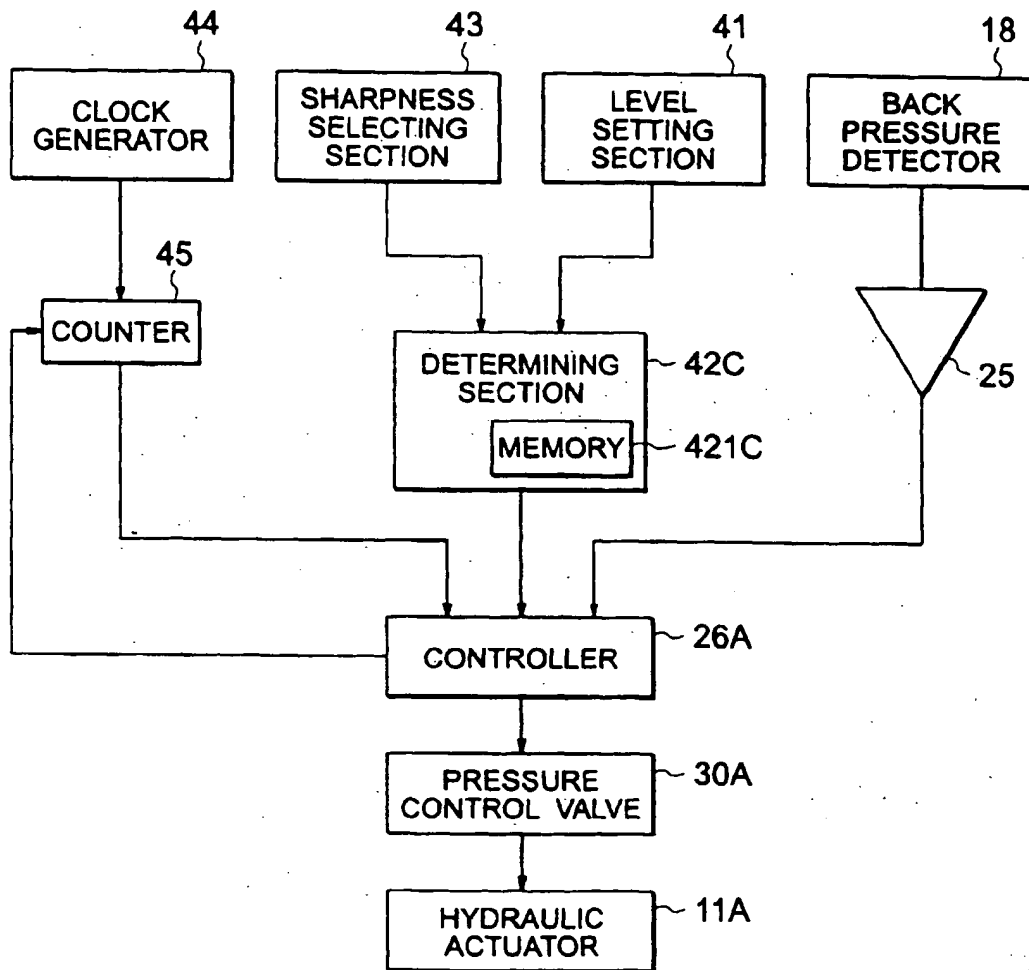 44
43
41
18
CLOCK
GENERATOR
SHARPNESS
SELECTING
SECTION
LEVEL
SETTING
SECTION
BACK
PRESSURE
DETECTOR
45
COUNTER
DETERMINING
SECTION
42C
MEMORY
421C
25
CONTROLLER
26A
PRESSURE
CONTROL VALVE
30A
HYDRAULIC
ACTUATOR
11A